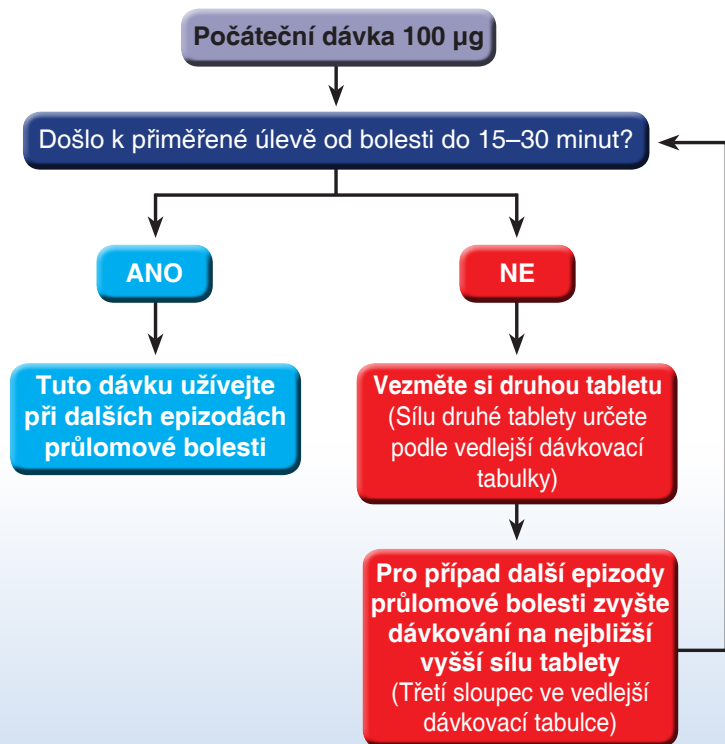 Počáteční dávka 100 µg
Došlo k přiměřené úlevě od bolesti do 15–30 minut?
ANO
NE
Tuto dávku užívejte
při dalších epizodách
průlomové bolesti
Vezměte si druhou tabletu
(Sílu druhé tablety určete
podle vedlejší dávkovací
tabulky)
Pro případ další epizody
průlomové bolesti zvyšte
dávkování na nejbližší
vyšší sílu tablety
(Třetí sloupec ve vedlejší
dávkovací tabulce)